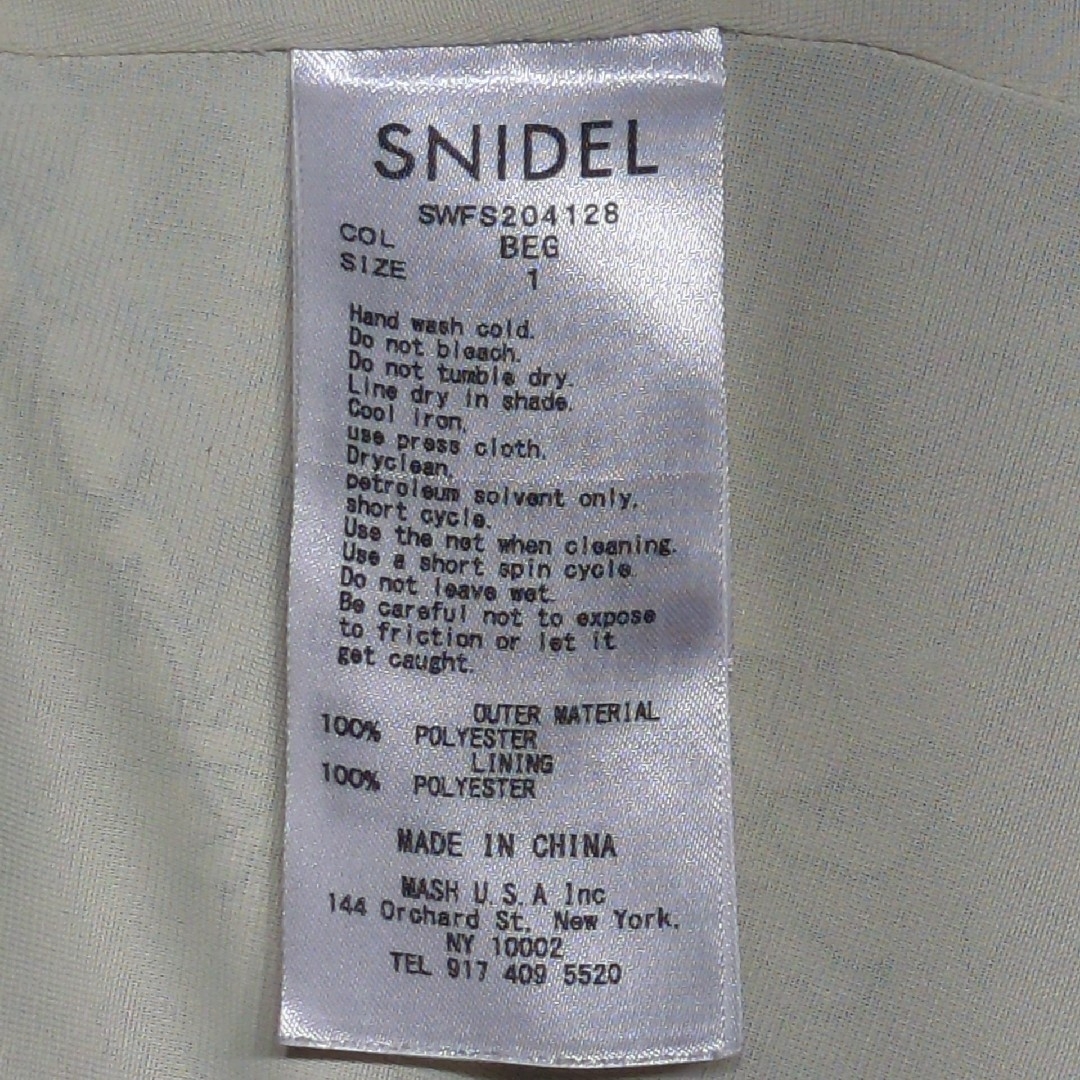 SNIDEL
SWFS204128
COL BEG
SIZE 1
Hand wash cold.
Do not bleach.
Do not tumble dry.
Line dry in shade.
Cool iron,
use press cloth.
Dryclean,
petroleum solvent only,
short cycle.
Use the net when cleaning.
Use a short spin cycle.
Do not leave wet.
Be careful not to expose
to friction or let it
get caught.
OUTER MATERIAL
100% POLYESTER
LINING
100% POLYESTER
MADE IN CHINA
MASH U.S.A Inc
144 Orchard St, New York,
NY 10002
TEL 917 409 5520